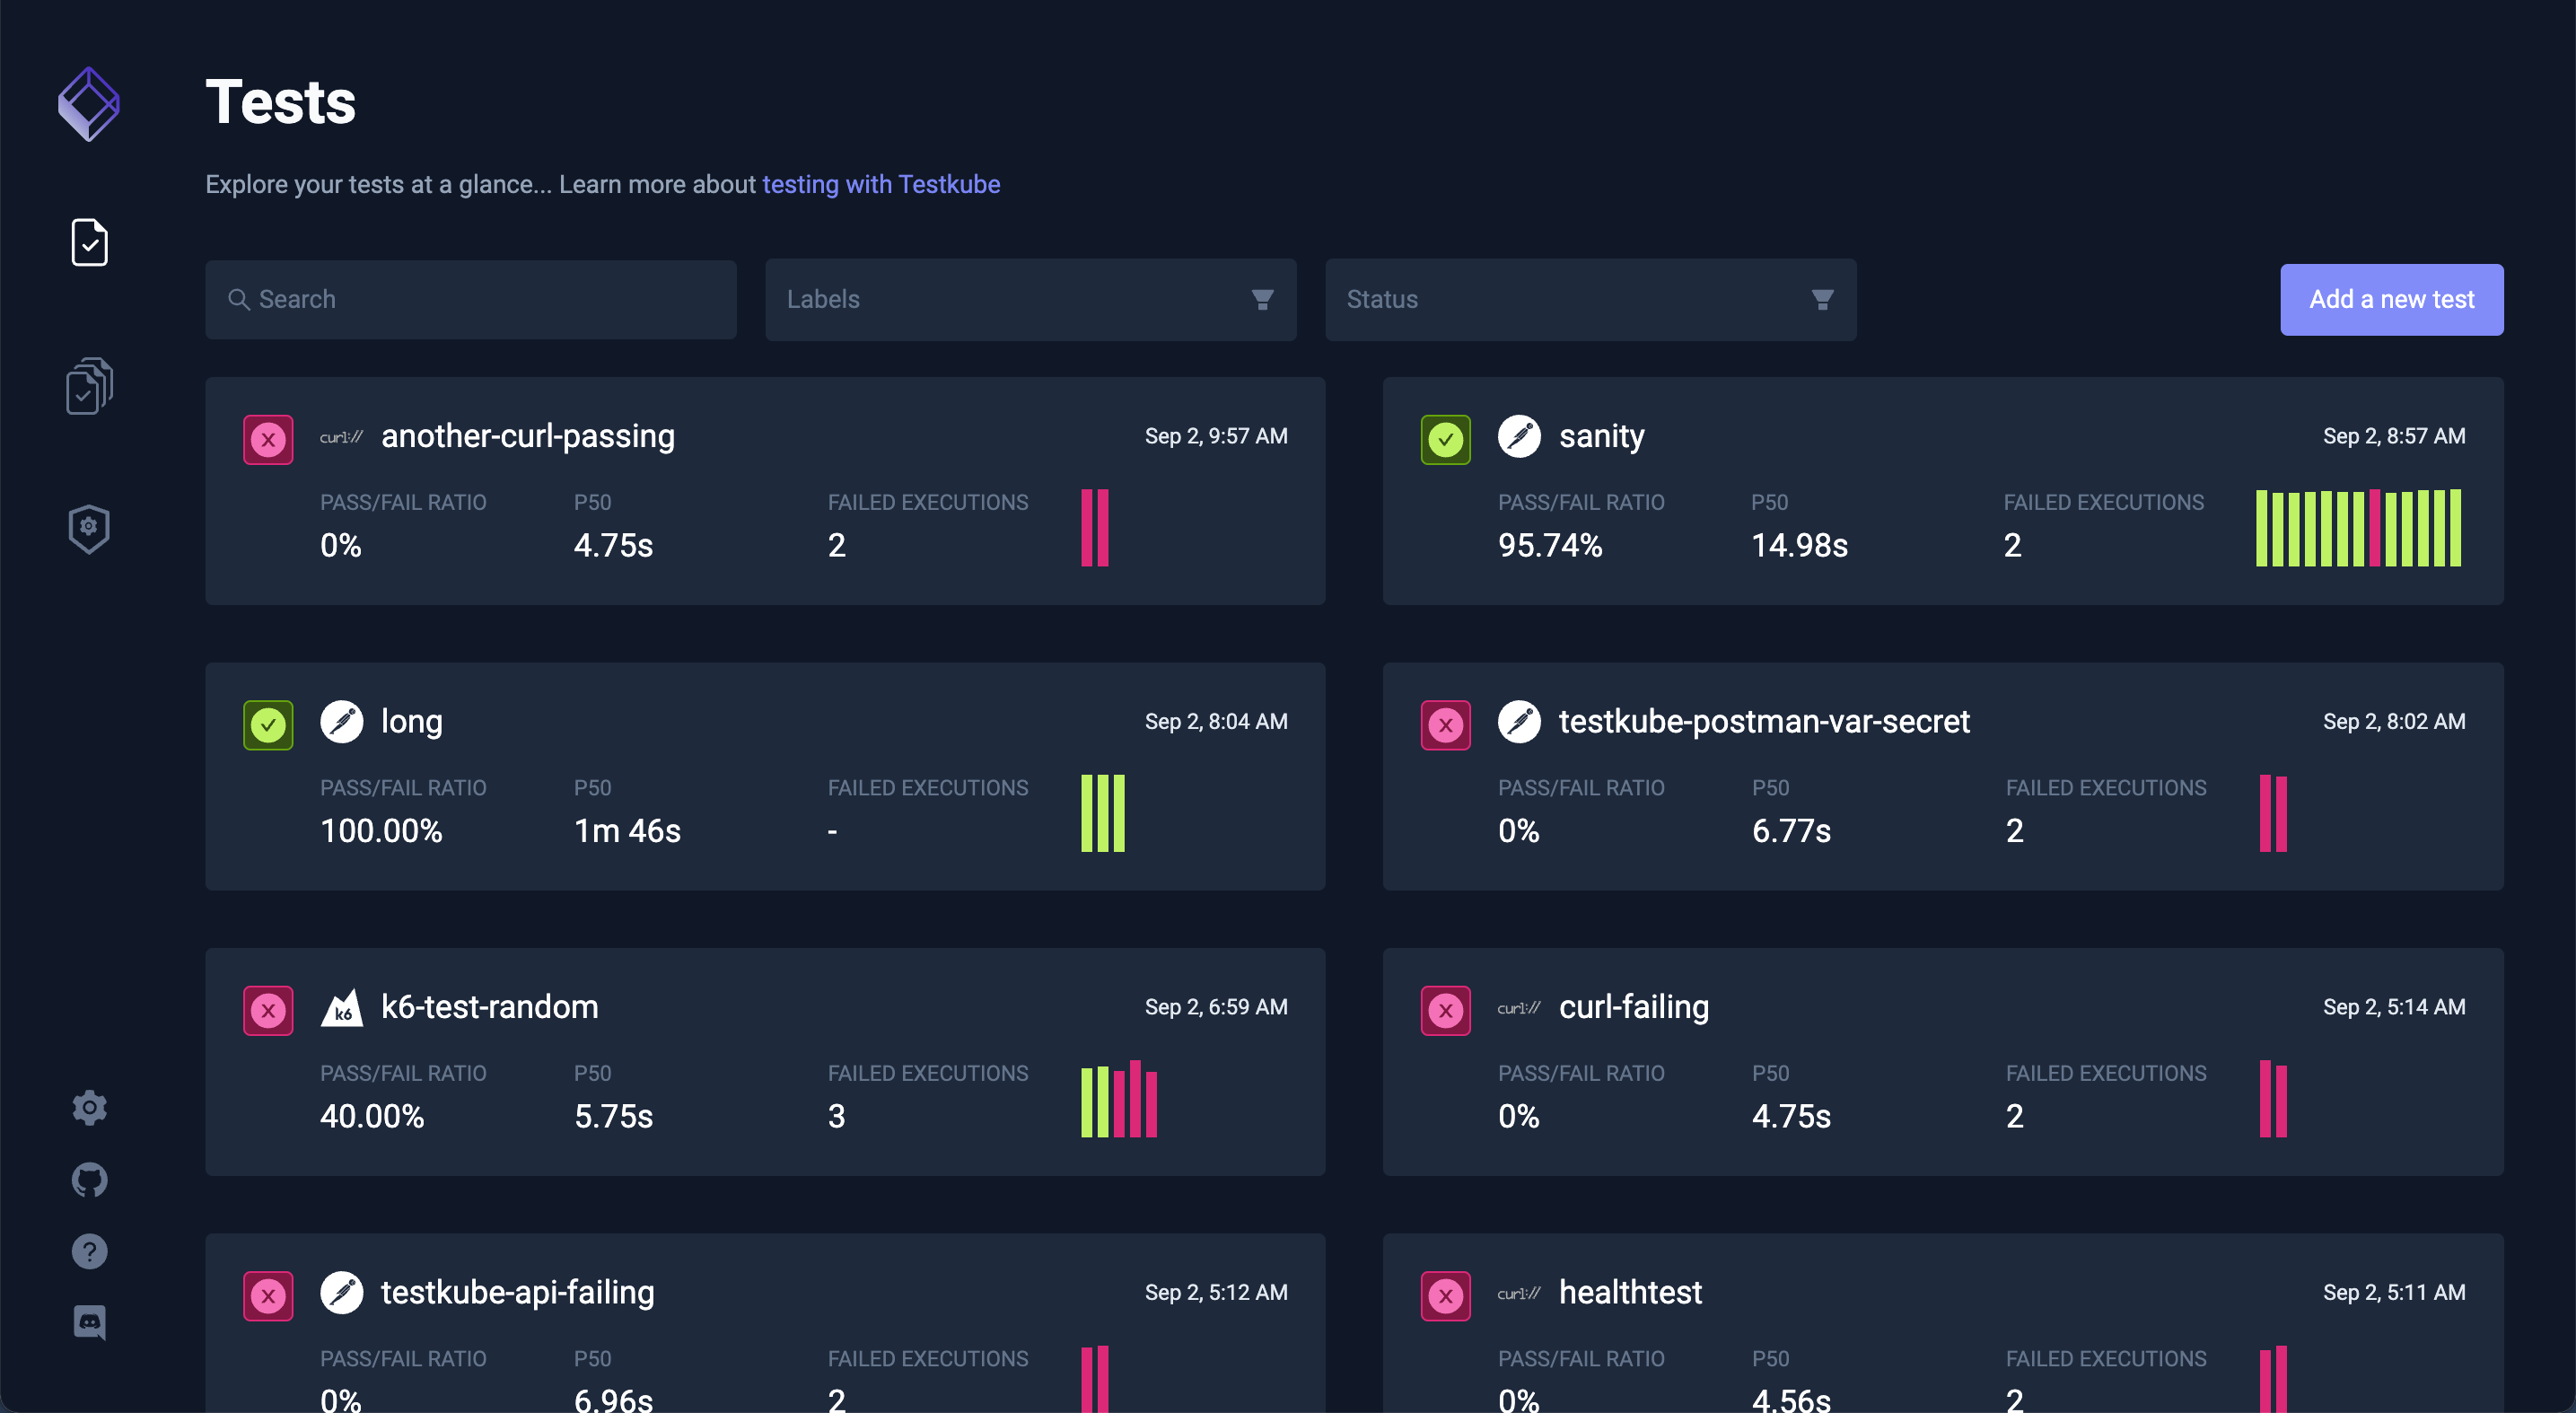 Tests
Explore your tests at a glance... Learn more about testing with Testkube
Search
Labels
Status
Add a new test
curl:// another-curl-passing Sep 2, 9:57 AM
PASS/FAIL RATIO P50 FAILED EXECUTIONS
0% 4.75s 2
sanity Sep 2, 8:57 AM
PASS/FAIL RATIO P50 FAILED EXECUTIONS
95.74% 14.98s 2
long Sep 2, 8:04 AM
PASS/FAIL RATIO P50 FAILED EXECUTIONS
100.00% 1m 46s -
testkube-postman-var-secret Sep 2, 8:02 AM
PASS/FAIL RATIO P50 FAILED EXECUTIONS
0% 6.77s 2
k6 k6-test-random Sep 2, 6:59 AM
PASS/FAIL RATIO P50 FAILED EXECUTIONS
40.00% 5.75s 3
curl:// curl-failing Sep 2, 5:14 AM
PASS/FAIL RATIO P50 FAILED EXECUTIONS
0% 4.75s 2
testkube-api-failing Sep 2, 5:12 AM
PASS/FAIL RATIO P50 FAILED EXECUTIONS
0% 6.96s 2
curl:// healthtest Sep 2, 5:11 AM
PASS/FAIL RATIO P50 FAILED EXECUTIONS
0% 4.56s 2